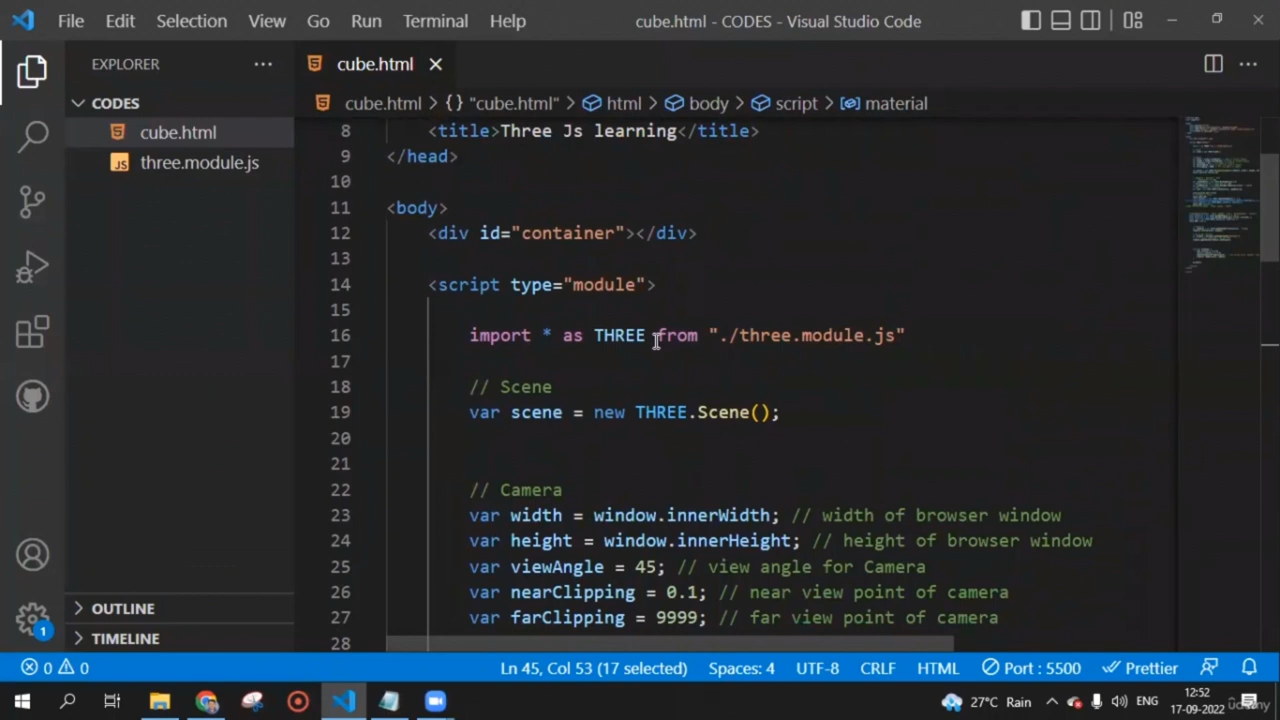 File Edit Selection View Go Run Terminal Help cube.html - CODES - Visual Studio Code
EXPLORER
CODES
cube.html
three.module.js
OUTLINE
TIMELINE
cube.html
cube.html > {} "cube.html" > html > body > script > material
8 <title>Three Js learning</title>
9 </head>
10
11 <body>
12 <div id="container"></div>
13
14 <script type="module">
15
16 import * as THREE from "./three.module.js"
17
18 // Scene
19 var scene = new THREE.Scene();
20
21
22 // Camera
23 var width = window.innerWidth; // width of browser window
24 var height = window.innerHeight; // height of browser window
25 var viewAngle = 45; // view angle for Camera
26 var nearClipping = 0.1; // near view point of camera
27 var farClipping = 9999; // far view point of camera
28
1
0 0 Ln 45, Col 53 (17 selected) Spaces: 4 UTF-8 CRLF HTML Port : 5500 Prettier
27°C Rain ENG 12:52
17-09-2022
Udemy